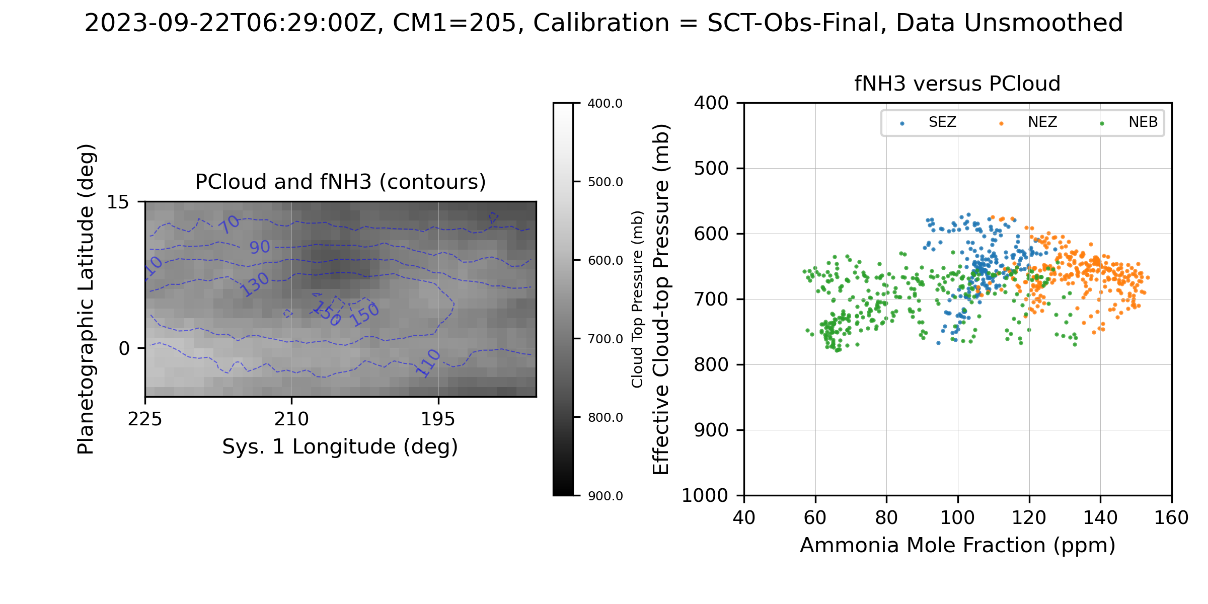 2023-09-22T06:29:00Z, CM1=205, Calibration = SCT-Obs-Final, Data Unsmoothed
PCloud and fNH3 (contours)
Planetographic Latitude (deg)
15
0
70
90
10
130
150
150
110
225
210
195
Sys. 1 Longitude (deg)
400.0
500.0
600.0
700.0
800.0
900.0
Cloud Top Pressure (mb)
fNH3 versus PCloud
SEZ
NEZ
NEB
Effective Cloud-top Pressure (mb)
400
500
600
700
800
900
1000
40
60
80
100
120
140
160
Ammonia Mole Fraction (ppm)